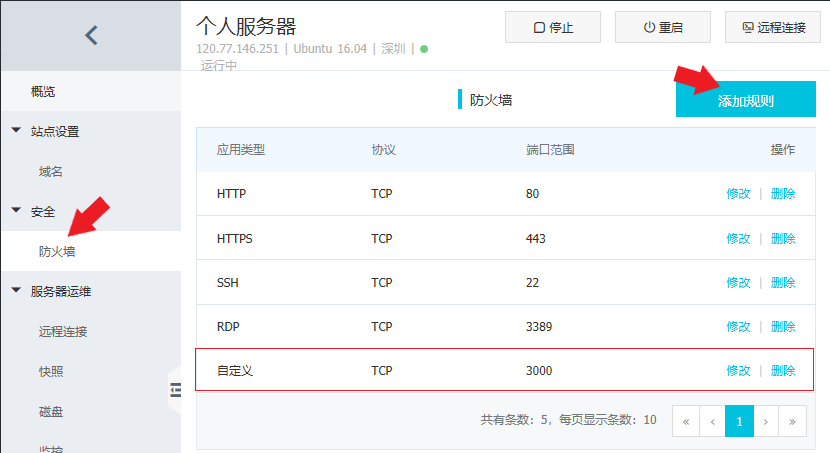 个人服务器
停止
重启
远程连接
120.77.146.251 | Ubuntu 16.04 | 深圳 |
运行中
概览
站点设置
域名
安全
防火墙
服务器运维
远程连接
快照
磁盘
监控
防火墙
添加规则
应用类型 协议 端口范围 操作
HTTP TCP 80 修改 | 删除
HTTPS TCP 443 修改 | 删除
SSH TCP 22 修改 | 删除
RDP TCP 3389 修改 | 删除
自定义 TCP 3000 修改 | 删除
共有条数：5，每页显示条数：10 « ‹ 1 › »